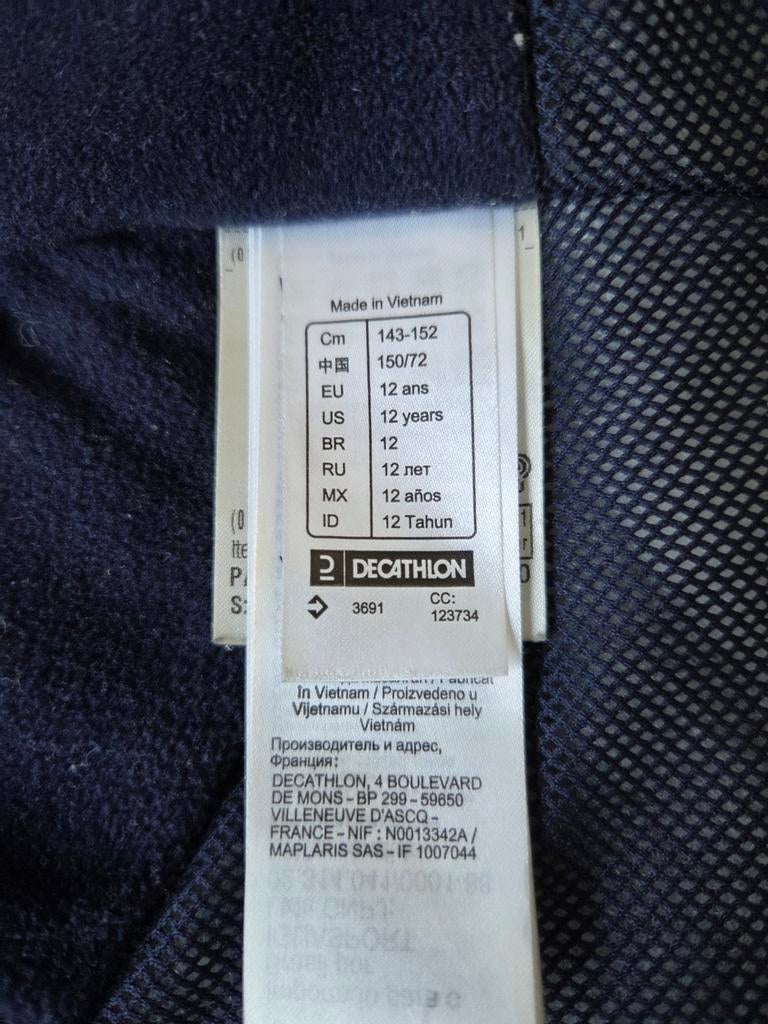 Made in Vietnam
Cm 143-152
中国 150/72
EU 12 ans
US 12 years
BR 12
RU 12 лет
MX 12 años
ID 12 Tahun
DECATHLON
3691 CC:
123734
în Vietnam / Proizvedeno u
Vijetnamu / Származási hely
Vietnám
Производитель и адрес,
Франция:
DECATHLON, 4 BOULEVARD
DE MONS - BP 299 - 59650
VILLENEUVE D'ASCQ -
FRANCE - NIF : N0013342A /
MAPLARIS SAS - IF 1007044